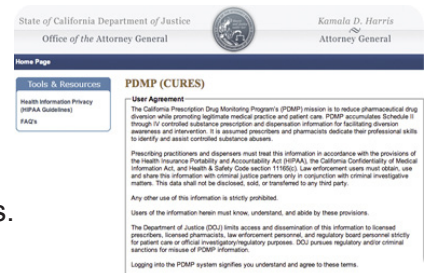 State of California Department of Justice
Office of the Attorney General
Kamala D. Harris
Attorney General
Home Page
Tools & Resources
Health Information Privacy
(HIPAA Guidelines)
FAQ's
PDMP (CURES)
User Agreement
The California Prescription Drug Monitoring Program's (PDMP) mission is to reduce pharmaceutical drug
diversion while promoting legitimate medical practice and patient care. PDMP accumulates Schedule II
through IV controlled substance prescription and dispensation information for facilitating diversion
awareness and intervention. It is assumed prescribers and pharmacists dedicate their professional skills
to identify and assist controlled substance abusers.
Prescribing practitioners and dispensers must treat this information in accordance with the provisions of
the Health Insurance Portability and Accountability Act (HIPAA), the California Confidentiality of Medical
Information Act, and Health & Safety Code section 11165(c). Law enforcement users must obtain, use
and share this information with criminal justice partners only in conjunction with criminal investigative
matters. This data shall not be disclosed, sold, or transferred to any third party.
Any other use of this information is strictly prohibited.
Users of the information herein must know, understand, and abide by these provisions.
The Department of Justice (DOJ) limits access and dissemination of this information to licensed
prescribers, licensed pharmacists, law enforcement personnel, and regulatory board personnel strictly
for patient care or official investigatory/regulatory purposes. DOJ pursues regulatory and/or criminal
sanctions for misuse of PDMP information.
Logging into the PDMP system signifies you understand and agree to these terms.
s.